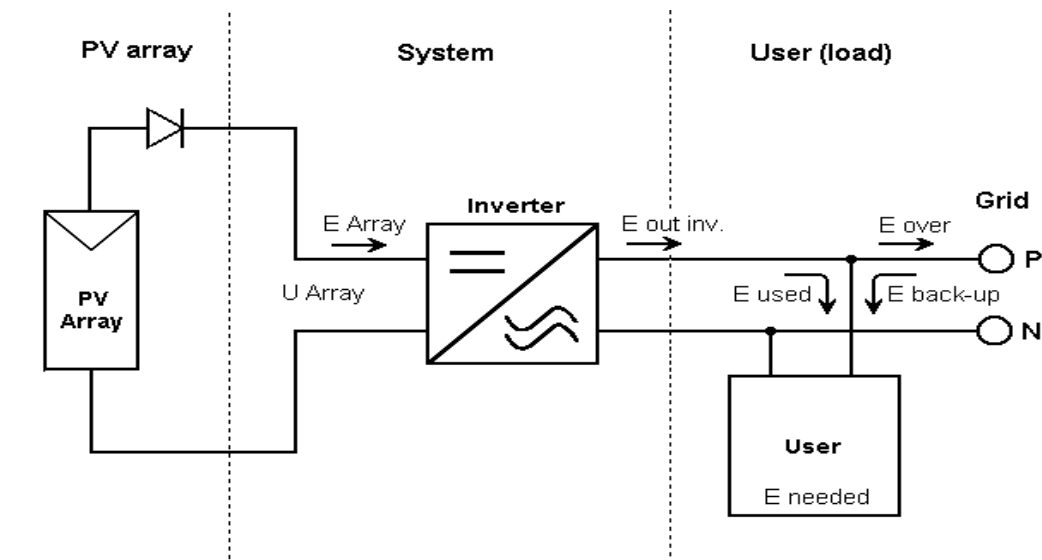 PV array
System
User (load)
Inverter
Grid
E Array
E out inv.
E over
P
U Array
E used
E back-up
PV
Array
N
User
E needed